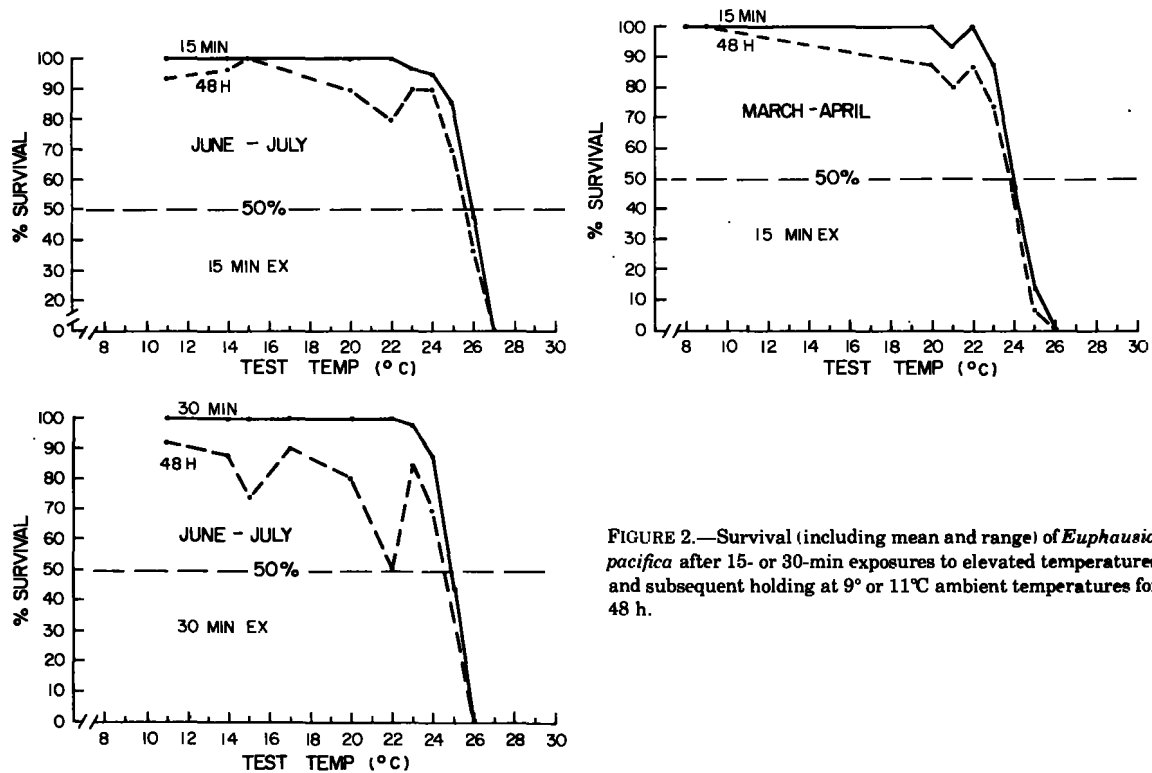 15 MIN
100
90
80
70
60
50
40
30
20
0
48 H
JUNE - JULY
50%
15 MIN EX
% SURVIVAL
8 10 12 14 16 18 20 22 24 26 28 30
TEST TEMP (°C)
15 MIN
100
90
80
70
60
50
40
30
20
10
0
48 H
MARCH-APRIL
50%
15 MIN EX
% SURVIVAL
8 10 12 14 16 18 20 22 24 26 28 30
TEST TEMP (°C)
30 MIN
100
90
80
70
60
50
40
30
20
10
0
48 H
JUNE - JULY
50%
30 MIN EX
% SURVIVAL
8 10 12 14 16 18 20 22 24 26 28 30
TEST TEMP (°C)
FIGURE 2.—Survival (including mean and range) of Euphausia
pacifica after 15- or 30-min exposures to elevated temperatures
and subsequent holding at 9° or 11°C ambient temperatures for
48 h.